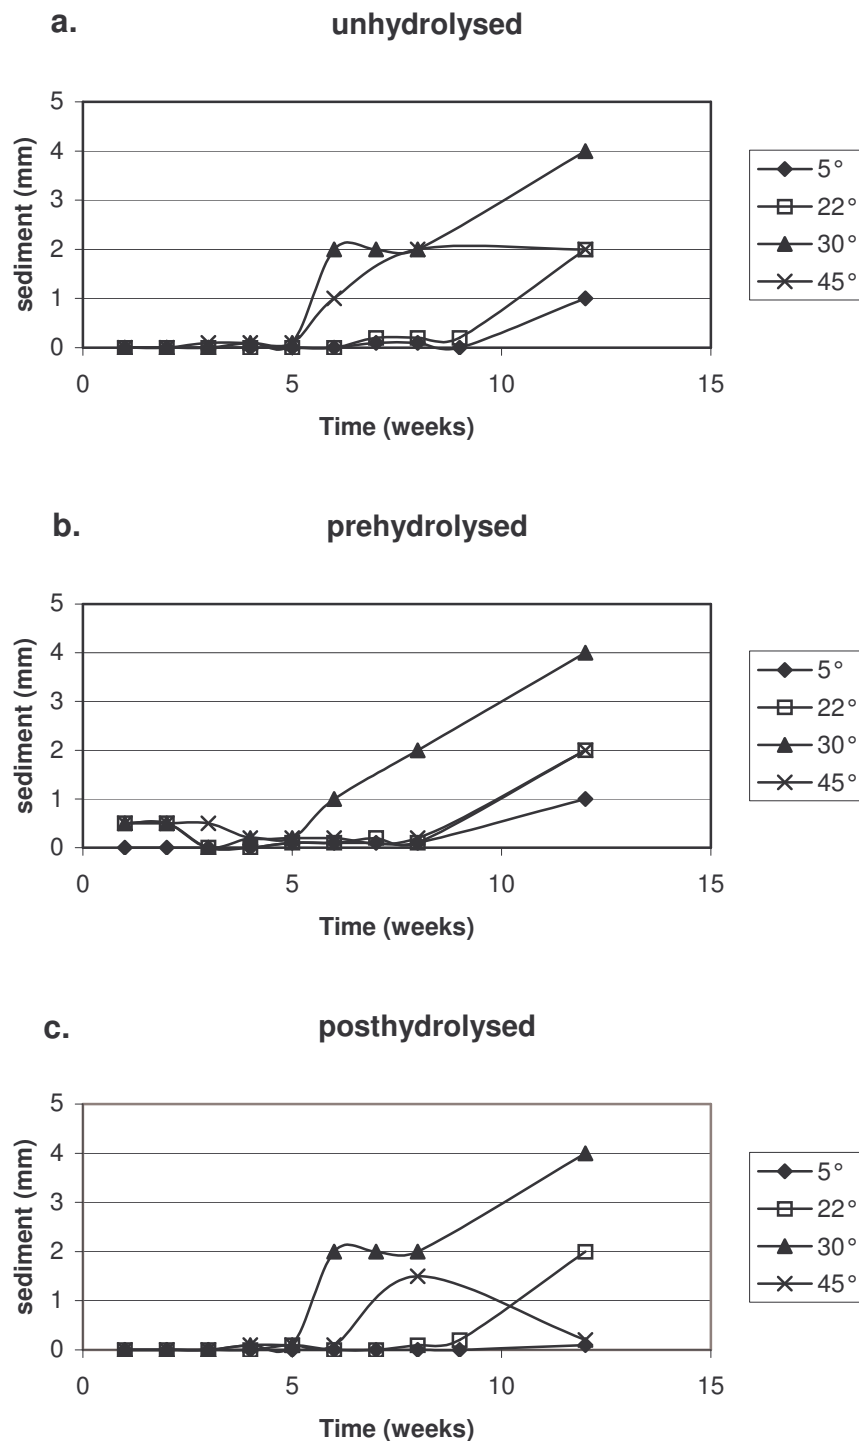 a. unhydrolysed
5
4
3
2
1
0
sediment (mm)
0 5 10 15
Time (weeks)
5°
22°
30°
45°
b. prehydrolysed
5
4
3
2
1
0
sediment (mm)
0 5 10 15
Time (weeks)
5°
22°
30°
45°
c. posthydrolysed
5
4
3
2
1
0
sediment (mm)
0 5 10 15
Time (weeks)
5°
22°
30°
45°